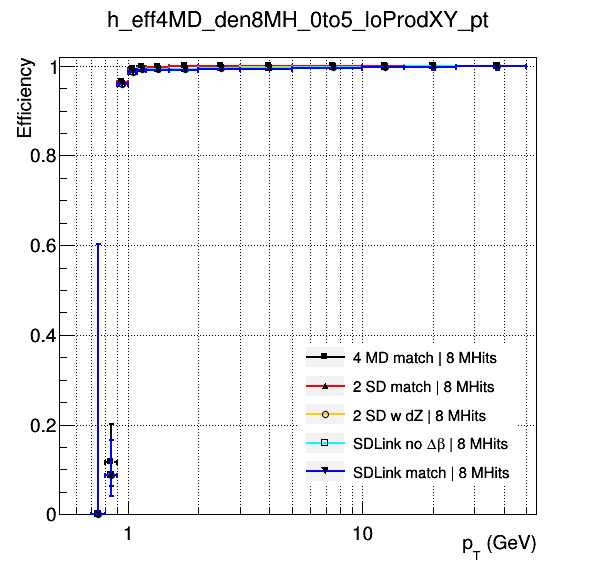 h_eff4MD_den8MH_0to5_loProdXY_pt
Efficiency
1
0.8
0.6
0.4
0.2
0
4 MD match | 8 MHits
2 SD match | 8 MHits
2 SD w dZ | 8 MHits
SDLink no Δβ | 8 MHits
SDLink match | 8 MHits
1 10
p_T (GeV)